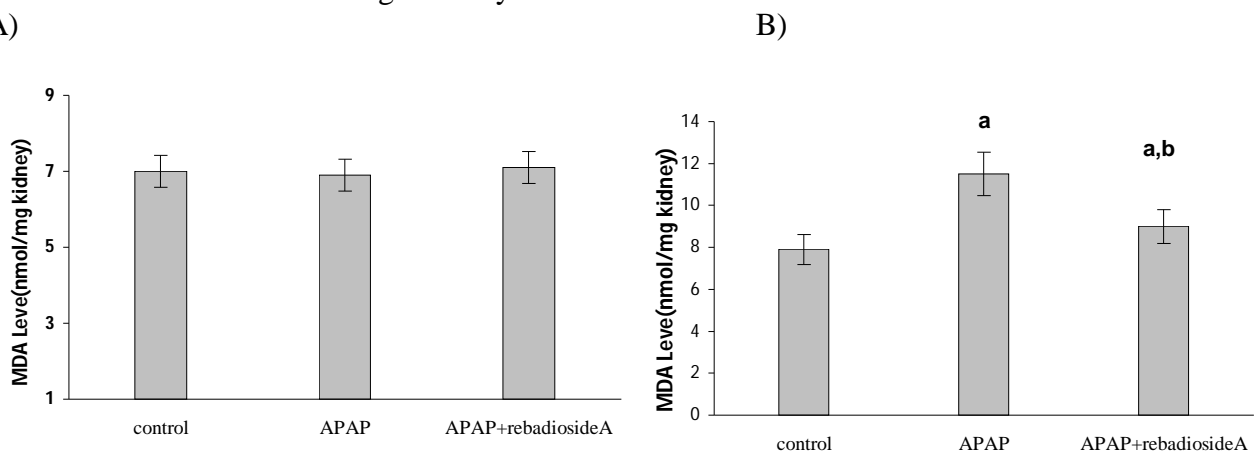 B)
9
7
5
3
1
MDA Leve(nmol/mg kidney)
control
APAP
APAP+rebadiosideA
14
12
10
8
6
4
2
0
MDA Leve(nmol/mg kidney)
a
a,b
control
APAP
APAP+rebadiosideA